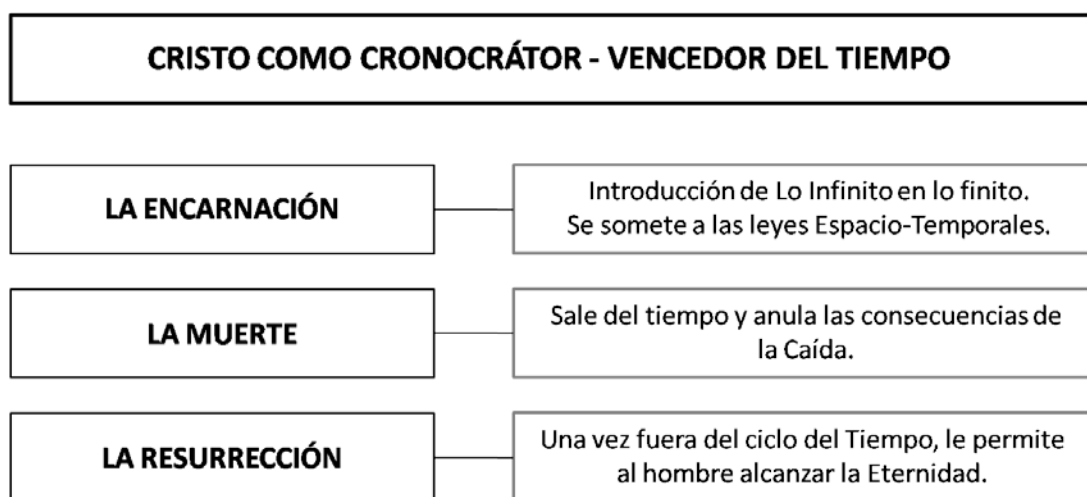 CRISTO COMO CRONOCRÁTOR - VENCEDOR DEL TIEMPO
LA ENCARNACIÓN
Introducción de Lo Infinito en lo finito.
Se somete a las leyes Espacio-Temporales.
LA MUERTE
Sale del tiempo y anula las consecuencias de
la Caída.
LA RESURRECCIÓN
Una vez fuera del ciclo del Tiempo, le permite
al hombre alcanzar la Eternidad.